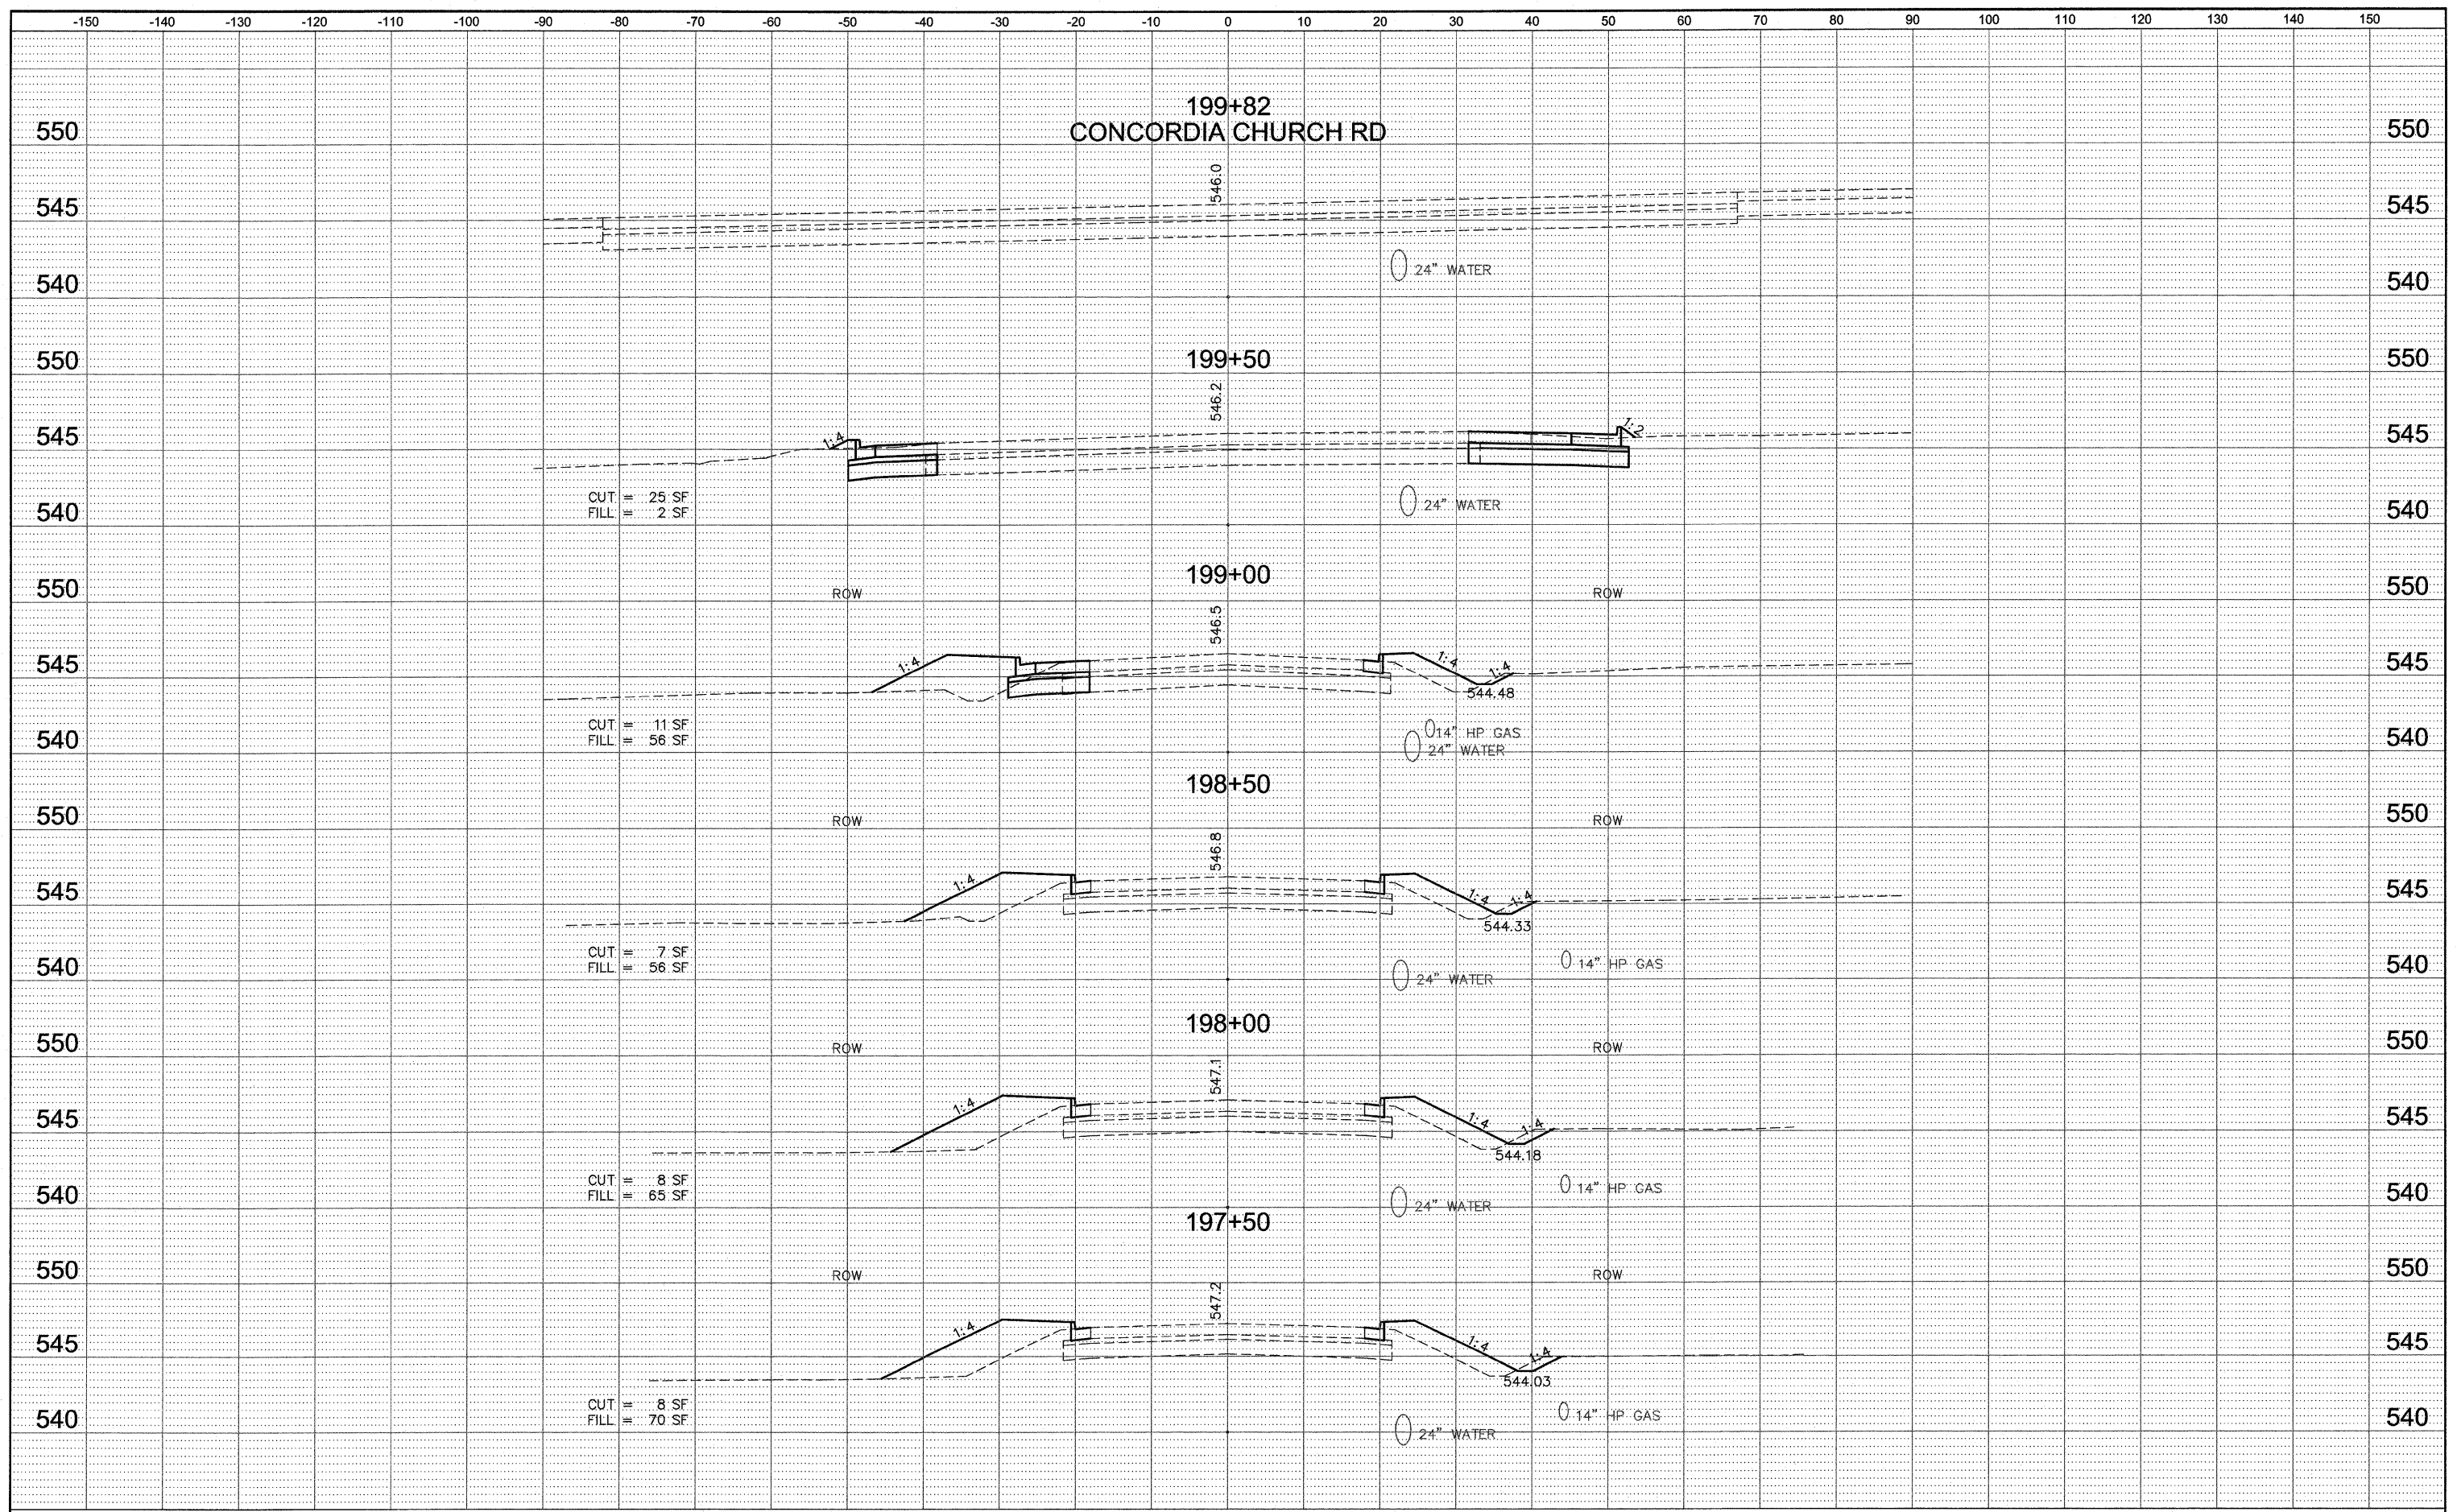 -150 -140 -130 -120 -110 -100 -90 -80 -70 -60 -50 -40 -30 -20 -10 0 10 20 30 40 50 60 70 80 90 100 110 120 130 140 150
199+82
550 CONCORDIA CHURCH RD 550
546.0
545 545
24" WATER
540 540
199+50
550 550
546.2
1:4 1:2
545 545
CUT = 25 SF
24" WATER
FILL = 2 SF
540 540
199+00
550 ROW ROW 550
546.5
1:4 1:4 1:4
545 545
544.48
CUT = 11 SF
14" HP GAS
540 FILL = 56 SF 540
24" WATER
198+50
550 ROW ROW 550
546.8
1:4 1:4 1:4
545 545
544.33
CUT = 7 SF
540 FILL = 56 SF 14" HP GAS 540
24" WATER
198+00
550 ROW ROW 550
547.1
1:4 1:4 1:4
545 545
544.18
CUT = 8 SF
14" HP GAS
540 FILL = 65 SF 540
24" WATER
197+50
550 ROW ROW 550
547.2
1:4 1:4 1:4
545 545
544.03
CUT = 8 SF
14" HP GAS
540 FILL = 70 SF 540
24" WATER